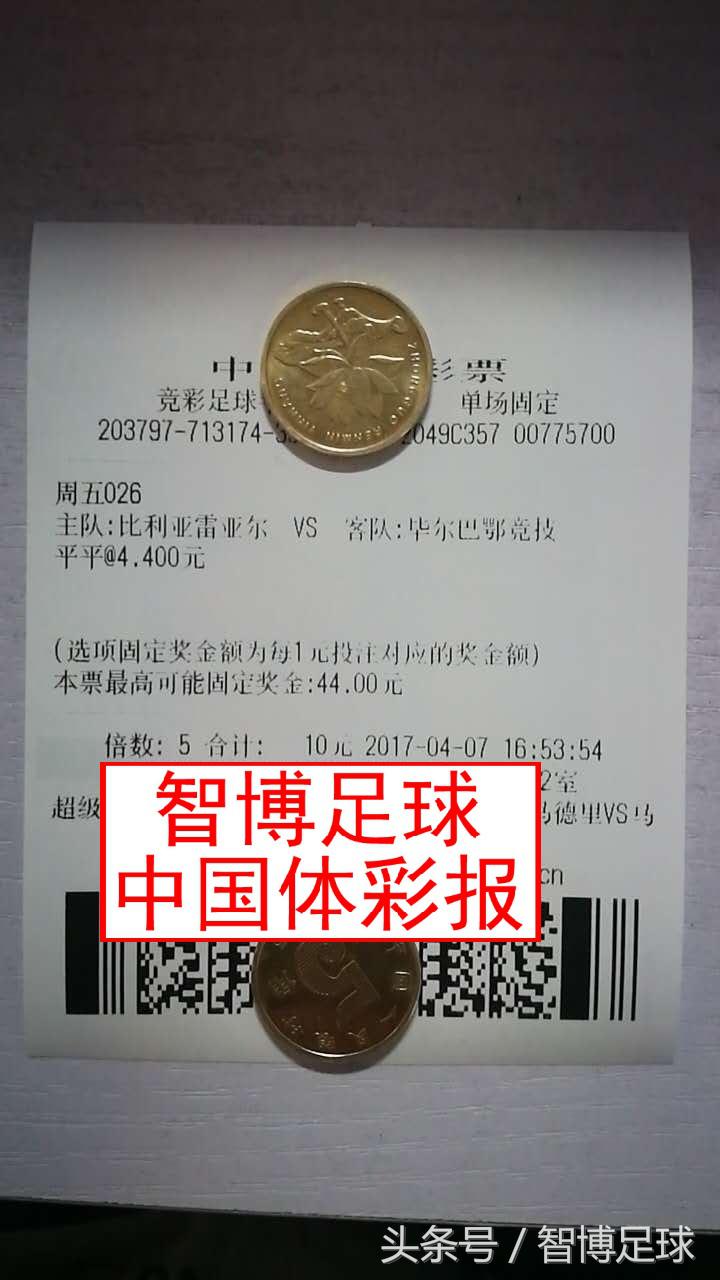 中 彩票
竞彩足球 单场固定
203797-713174- 2049C357 00775700
周五026
主队:比利亚雷亚尔 VS 客队:毕尔巴鄂竞技
平平@4.400元
(选项固定奖金额为每1元投注对应的奖金额)
本票最高可能固定奖金:44.00元
倍数: 5 合计: 10元 2017-04-07 16:53:54
2室
超级 马德里VS马
cn
智博足球
中国体彩报
头条号 / 智博足球